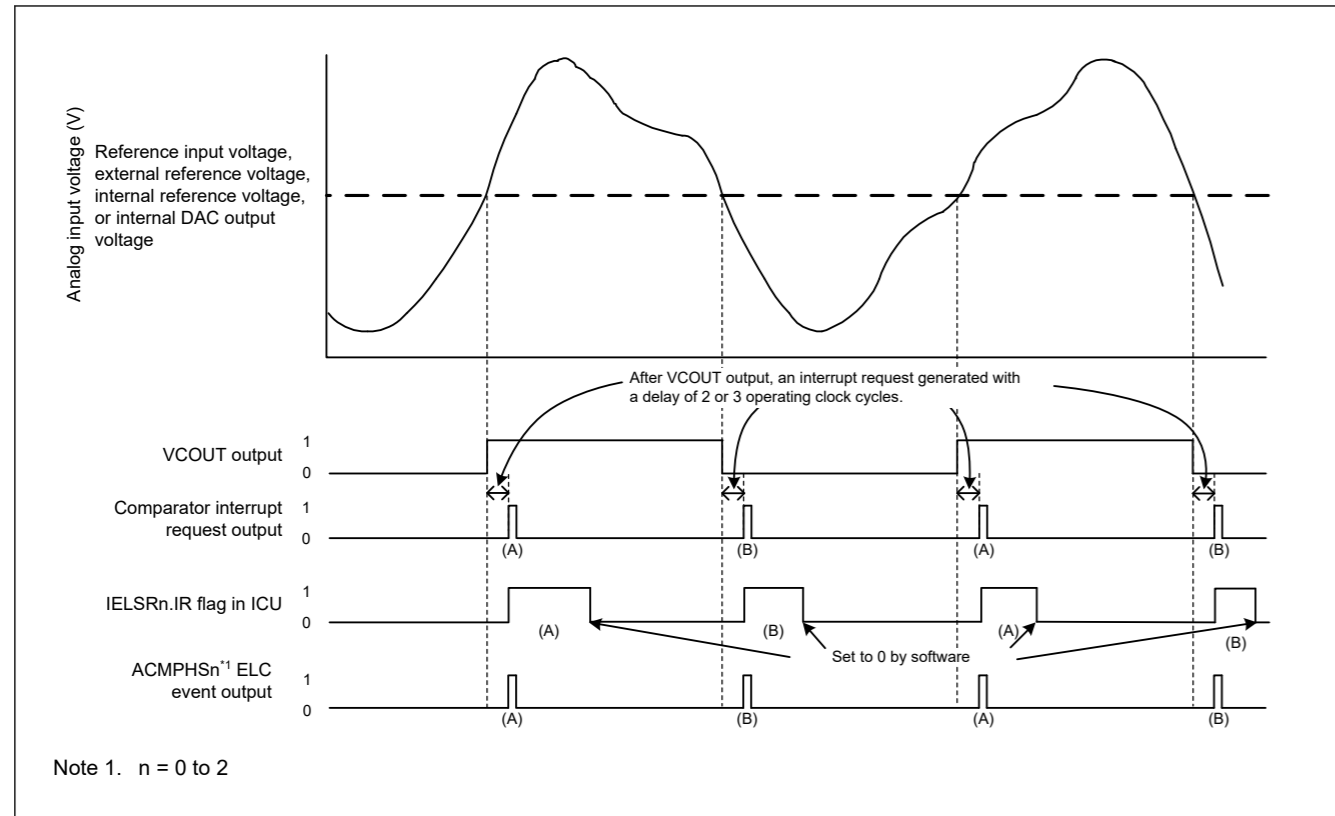 Analog input voltage (V)
Reference input voltage,
external reference voltage,
internal reference voltage,
or internal DAC output
voltage
After VCOUT output, an interrupt request generated with
a delay of 2 or 3 operating clock cycles.
VCOUT output
1
0
Comparator interrupt
request output
1
0
(A)
(B)
(A)
(B)
IELSRn.IR flag in ICU
1
0
(A)
(B)
(A)
(B)
Set to 0 by software
ACMPHSn*1 ELC
event output
1
0
(A)
(B)
(A)
(B)
Note 1. n = 0 to 2